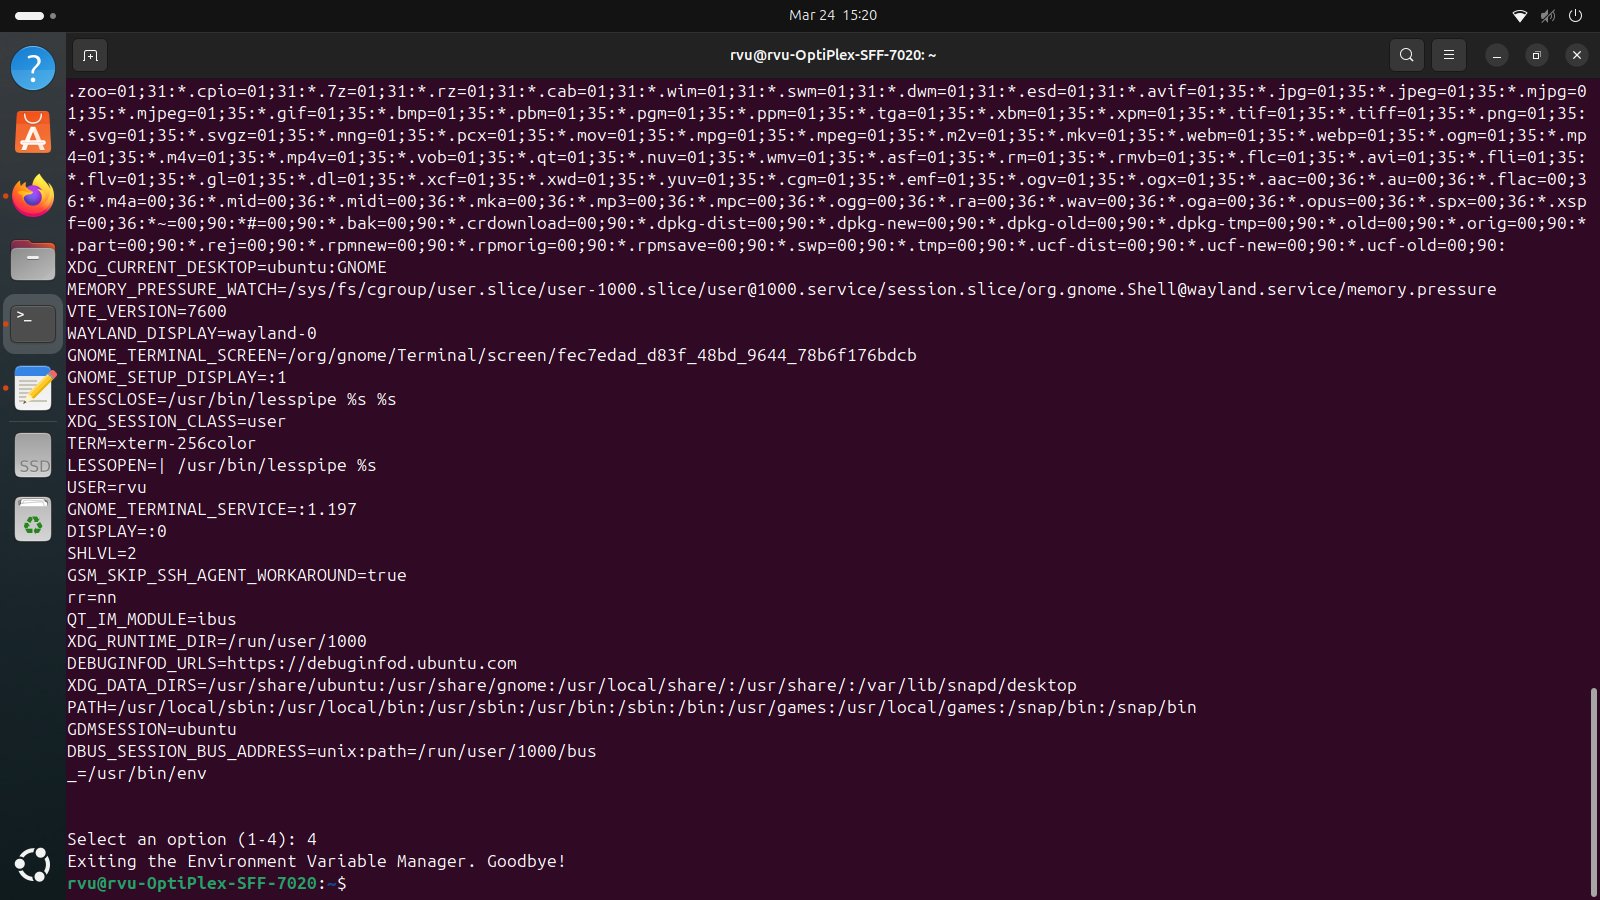 Mar 24 15:20
rvu@rvu-OptiPlex-SFF-7020: ~
.zoo=01;31:*.cpio=01;31:*.7z=01;31:*.rz=01;31:*.cab=01;31:*.wim=01;31:*.swm=01;31:*.dwm=01;31:*.esd=01;31:*.avif=01;35:*.jpg=01;35:*.jpeg=01;35:*.mjpg=0
1;35:*.mjpeg=01;35:*.gif=01;35:*.bmp=01;35:*.pbm=01;35:*.pgm=01;35:*.ppm=01;35:*.tga=01;35:*.xbm=01;35:*.xpm=01;35:*.tif=01;35:*.tiff=01;35:*.png=01;35:
*.svg=01;35:*.svgz=01;35:*.mng=01;35:*.pcx=01;35:*.mov=01;35:*.mpg=01;35:*.mpeg=01;35:*.m2v=01;35:*.mkv=01;35:*.webm=01;35:*.webp=01;35:*.ogm=01;35:*.mp
4=01;35:*.m4v=01;35:*.mp4v=01;35:*.vob=01;35:*.qt=01;35:*.nuv=01;35:*.wmv=01;35:*.asf=01;35:*.rm=01;35:*.rmvb=01;35:*.flc=01;35:*.avi=01;35:*.fli=01;35:
*.flv=01;35:*.gl=01;35:*.dl=01;35:*.xcf=01;35:*.xwd=01;35:*.yuv=01;35:*.cgm=01;35:*.emf=01;35:*.ogv=01;35:*.ogx=01;35:*.aac=00;36:*.au=00;36:*.flac=00;3
6:*.m4a=00;36:*.mid=00;36:*.midi=00;36:*.mka=00;36:*.mp3=00;36:*.mpc=00;36:*.ogg=00;36:*.ra=00;36:*.wav=00;36:*.oga=00;36:*.opus=00;36:*.spx=00;36:*.xsp
f=00;36:*~=00;90:*#=00;90:*.bak=00;90:*.crdownload=00;90:*.dpkg-dist=00;90:*.dpkg-new=00;90:*.dpkg-old=00;90:*.dpkg-tmp=00;90:*.old=00;90:*.orig=00;90:*
.part=00;90:*.rej=00;90:*.rpmnew=00;90:*.rpmorig=00;90:*.rpmsave=00;90:*.swp=00;90:*.tmp=00;90:*.ucf-dist=00;90:*.ucf-new=00;90:*.ucf-old=00;90:
XDG_CURRENT_DESKTOP=ubuntu:GNOME
MEMORY_PRESSURE_WATCH=/sys/fs/cgroup/user.slice/user-1000.slice/user@1000.service/session.slice/org.gnome.Shell@wayland.service/memory.pressure
VTE_VERSION=7600
WAYLAND_DISPLAY=wayland-0
GNOME_TERMINAL_SCREEN=/org/gnome/Terminal/screen/fec7edad_d83f_48bd_9644_78b6f176bdcb
GNOME_SETUP_DISPLAY=:1
LESSCLOSE=/usr/bin/lesspipe %s %s
XDG_SESSION_CLASS=user
TERM=xterm-256color
LESSOPEN=| /usr/bin/lesspipe %s
USER=rvu
GNOME_TERMINAL_SERVICE=:1.197
DISPLAY=:0
SHLVL=2
GSM_SKIP_SSH_AGENT_WORKAROUND=true
rr=nn
QT_IM_MODULE=ibus
XDG_RUNTIME_DIR=/run/user/1000
DEBUGINFOD_URLS=https://debuginfod.ubuntu.com
XDG_DATA_DIRS=/usr/share/ubuntu:/usr/share/gnome:/usr/local/share/:/usr/share/:/var/lib/snapd/desktop
PATH=/usr/local/sbin:/usr/local/bin:/usr/sbin:/usr/bin:/sbin:/bin:/usr/games:/usr/local/games:/snap/bin:/snap/bin
GDMSESSION=ubuntu
DBUS_SESSION_BUS_ADDRESS=unix:path=/run/user/1000/bus
_=/usr/bin/env
Select an option (1-4): 4
Exiting the Environment Variable Manager. Goodbye!
rvu@rvu-OptiPlex-SFF-7020:~$
SSD